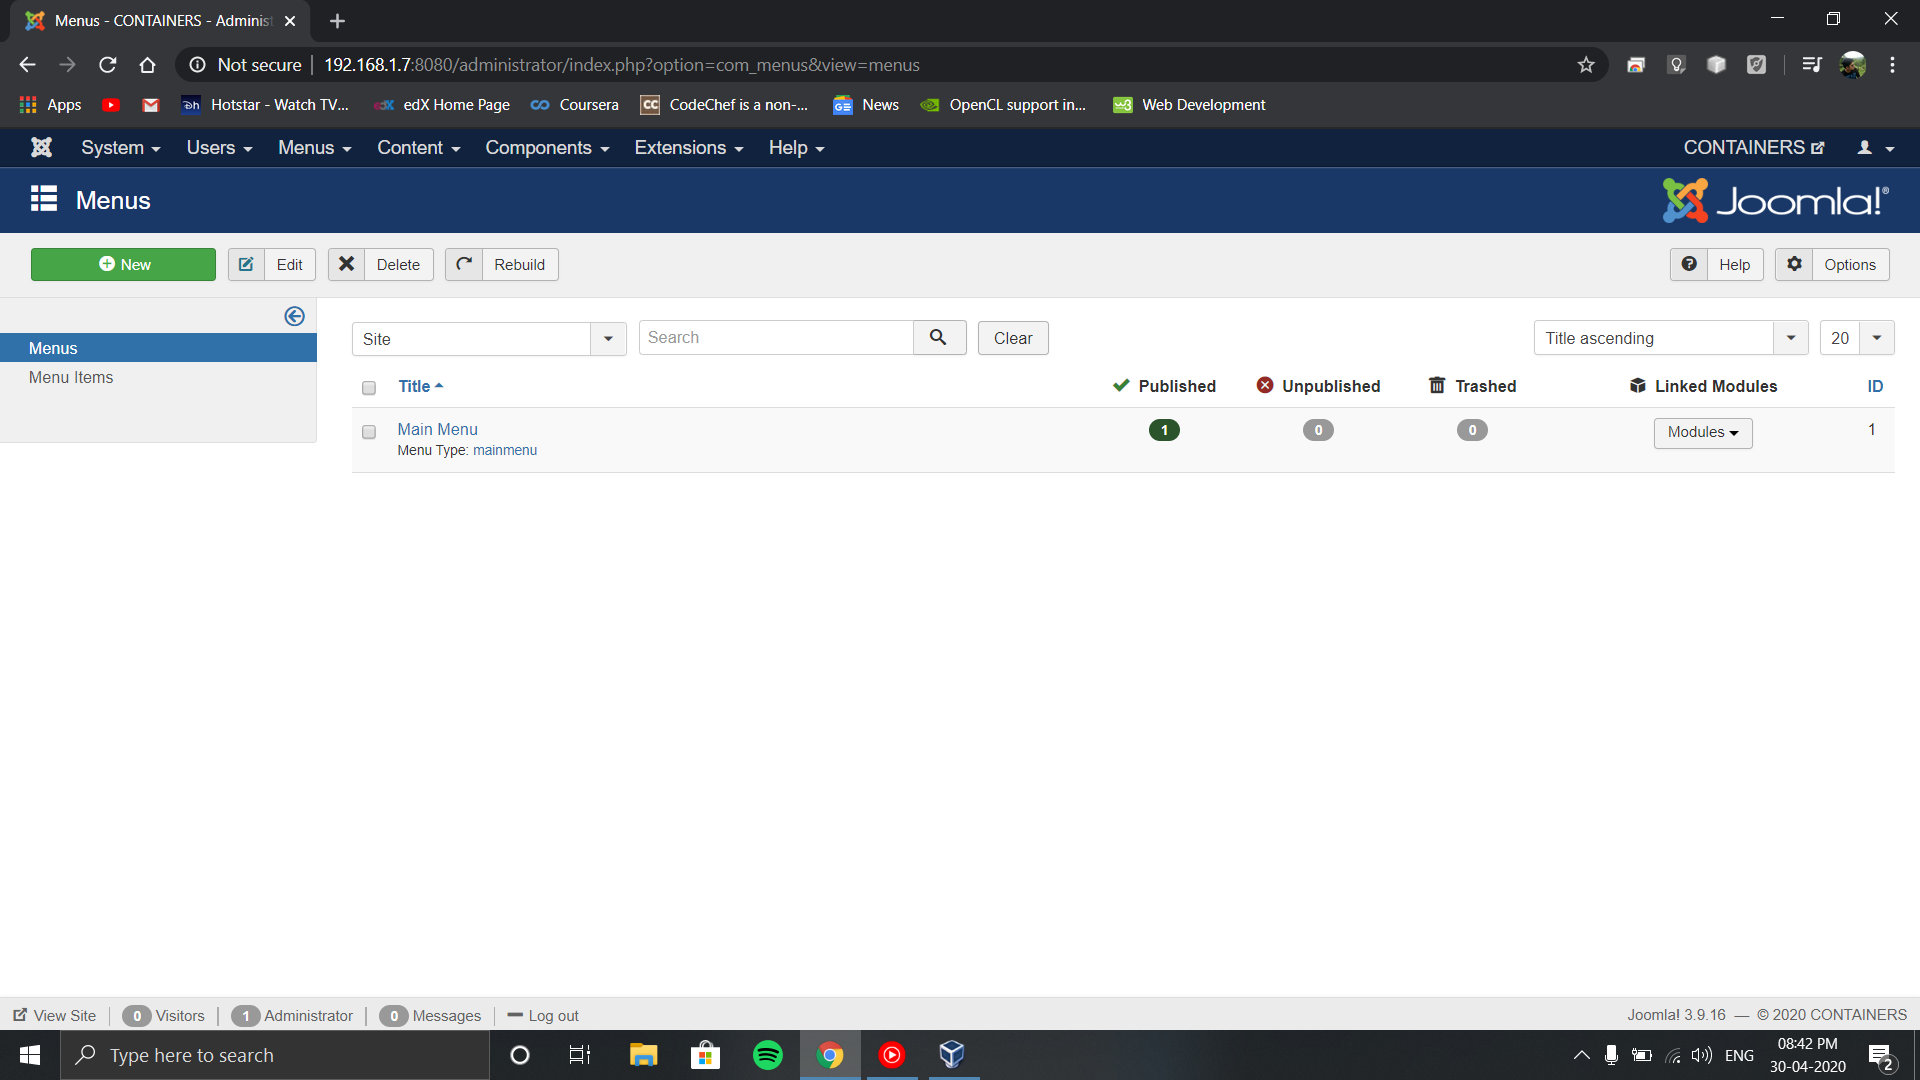 Menus - CONTAINERS - Administ
Not secure 192.168.1.7:8080/administrator/index.php?option=com_menus&view=menus
Apps Hotstar - Watch TV... edX edX Home Page Coursera CC CodeChef is a non-... GE News OpenCL support in... w3 Web Development
System Users Menus Content Components Extensions Help CONTAINERS
Menus Joomla!®
New Edit Delete Rebuild Help Options
Menus
Menu Items
Site Search Clear Title ascending 20
Title Published Unpublished Trashed Linked Modules ID
Main Menu 1 0 0 Modules 1
Menu Type: mainmenu
View Site 0 Visitors 1 Administrator 0 Messages Log out Joomla! 3.9.16 — © 2020 CONTAINERS
Type here to search ENG 08:42 PM
30-04-2020 2